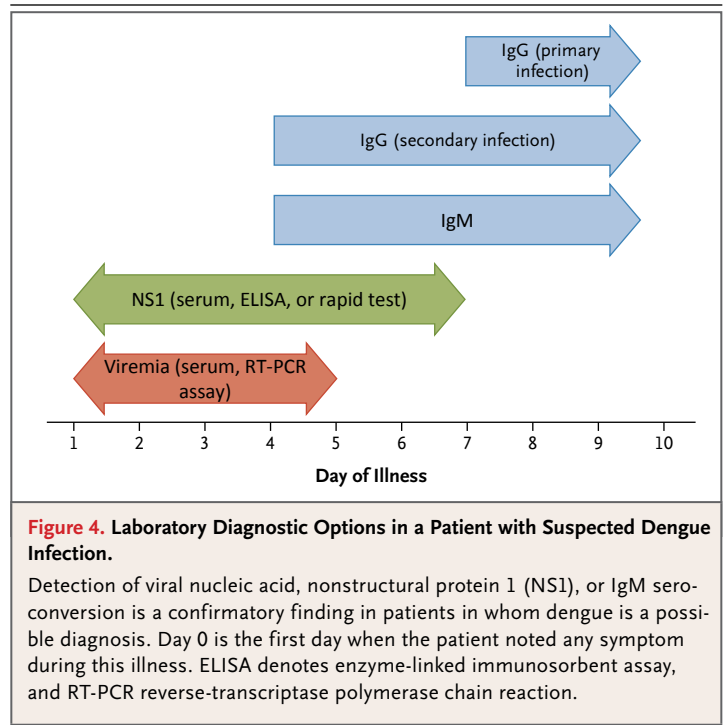 IgG (primary
infection)
IgG (secondary infection)
IgM
NS1 (serum, ELISA, or rapid test)
Viremia (serum, RT-PCR
assay)
1 2 3 4 5 6 7 8 9 10
Day of Illness
Figure 4. Laboratory Diagnostic Options in a Patient with Suspected Dengue
Infection.
Detection of viral nucleic acid, nonstructural protein 1 (NS1), or IgM sero-
conversion is a confirmatory finding in patients in whom dengue is a possi-
ble diagnosis. Day 0 is the first day when the patient noted any symptom
during this illness. ELISA denotes enzyme-linked immunosorbent assay,
and RT-PCR reverse-transcriptase polymerase chain reaction.